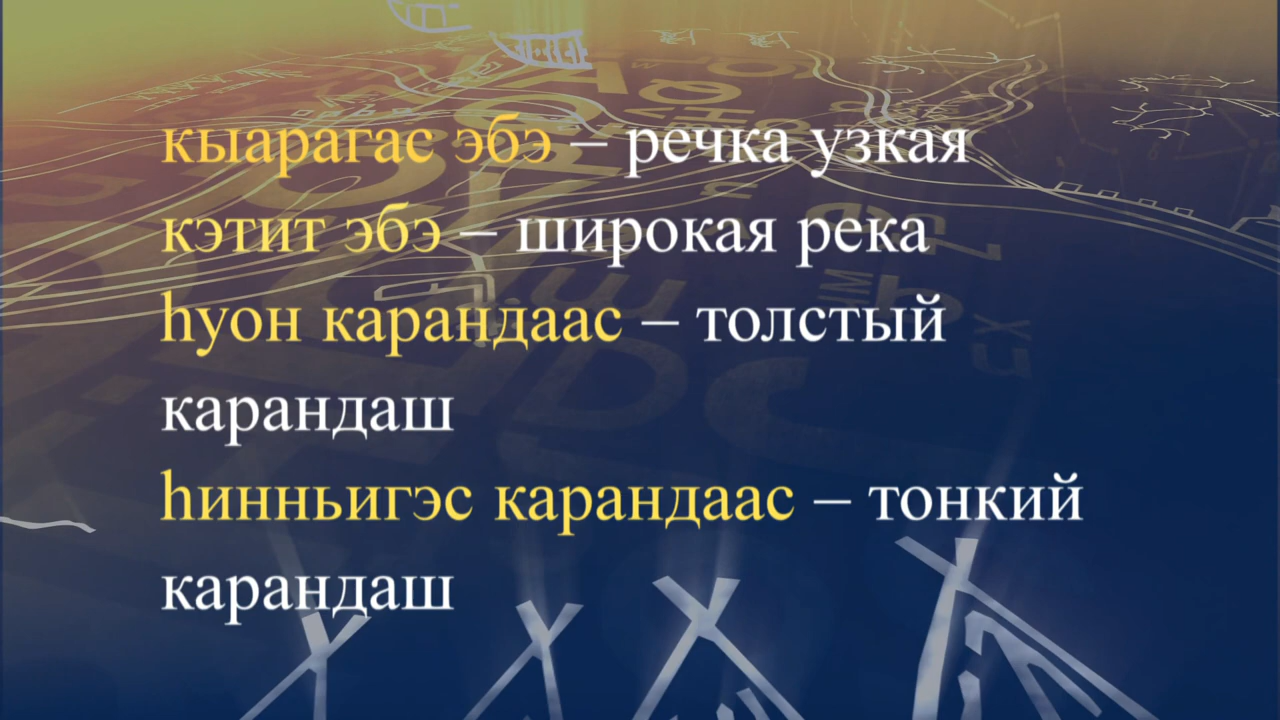 кыарагас эбэ – речка узкая
кэтит эбэ – широкая река
һуон карандаас – толстый
карандаш
һинньигэс карандаас – тонкий
карандаш